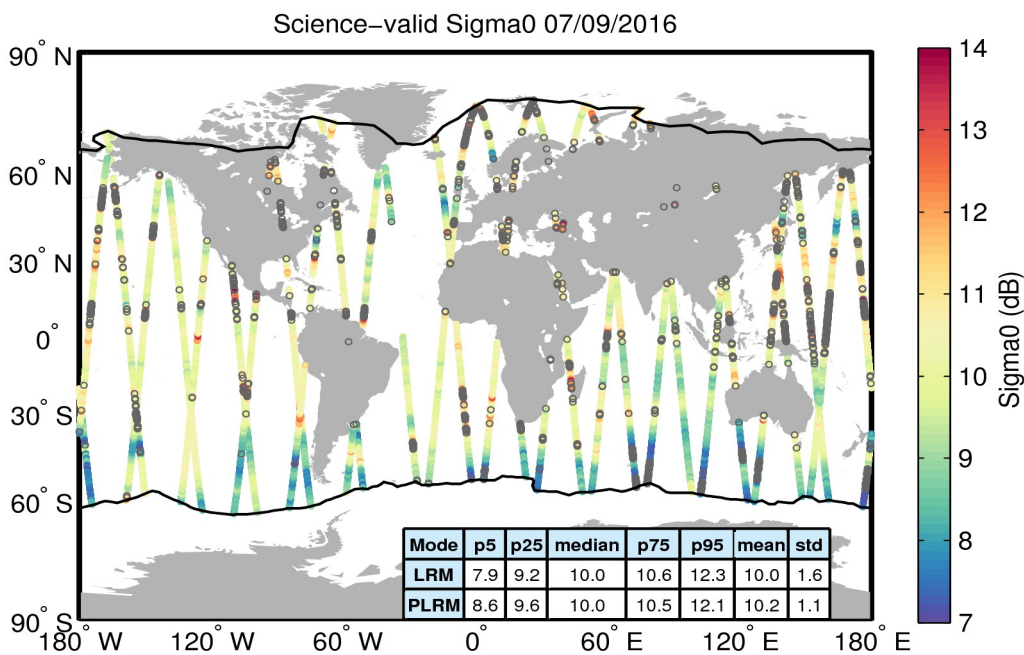 Science−valid Sigma0 07/09/2016
90° N
60° N
30° N
0°
30° S
60° S
90° S
180° W 120° W 60° W 0° 60° E 120° E 180° E
Mode p5 p25 median p75 p95 mean std
LRM 7.9 9.2 10.0 10.6 12.3 10.0 1.6
PLRM 8.6 9.6 10.0 10.5 12.1 10.2 1.1
14
13
12
11
10
9
8
7
Sigma0 (dB)